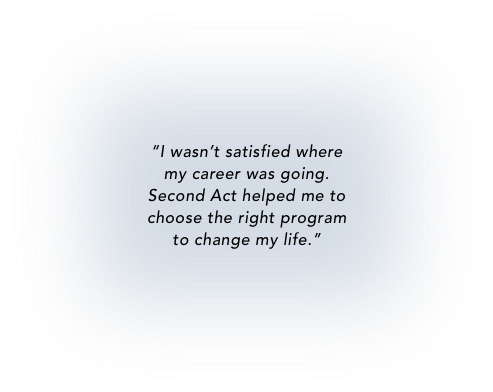 “I wasn’t satisfied where
my career was going.
Second Act helped me to
choose the right program
to change my life.”